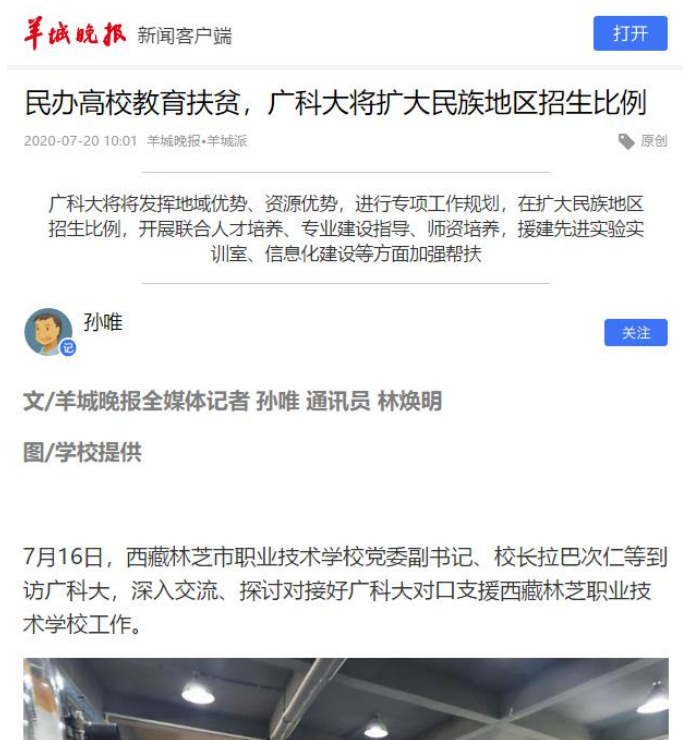 羊城晚报 新闻客户端
打开
民办高校教育扶贫，广科大将扩大民族地区招生比例
2020-07-20 10:01 羊城晚报•羊城派
原创
广科大将将发挥地域优势、资源优势，进行专项工作规划，在扩大民族地区
招生比例，开展联合人才培养、专业建设指导、师资培养，援建先进实验实
训室、信息化建设等方面加强帮扶
孙唯
记
关注
文/羊城晚报全媒体记者 孙唯 通讯员 林焕明
图/学校提供
7月16日，西藏林芝市职业技术学校党委副书记、校长拉巴次仁等到
访广科大，深入交流、探讨对接好广科大对口支援西藏林芝职业技
术学校工作。